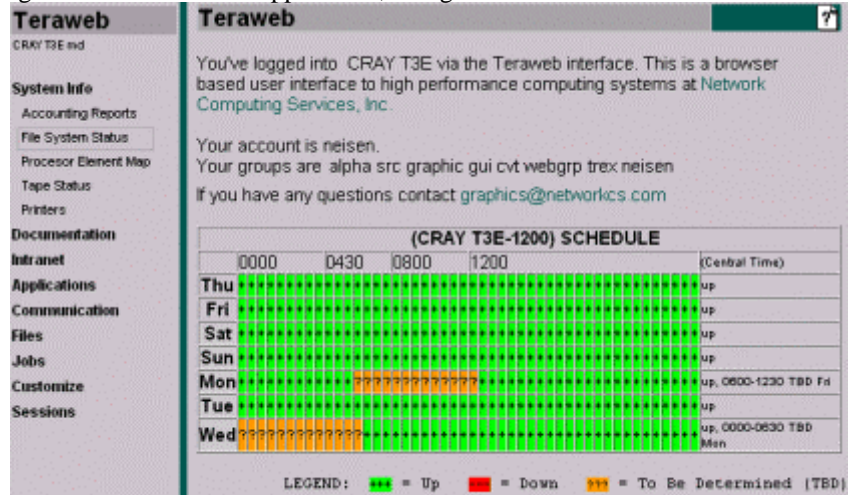 Teraweb
CRAY T3E md
System Info
Accounting Reports
File System Status
Procesor Element Map
Tape Status
Printers
Documentation
Intranet
Applications
Communication
Files
Jobs
Customize
Sessions
Teraweb
?
You've logged into CRAY T3E via the Teraweb interface. This is a browser
based user interface to high performance computing systems at Network
Computing Services, Inc.
Your account is neisen.
Your groups are alpha src graphic gui cvt webgrp trex neisen
If you have any questions contact graphics@networkcs.com
(CRAY T3E-1200) SCHEDULE
0000 0430 0800 1200 (Central Time)
Thu up
Fri up
Sat up
Sun up
Mon ????????????? up, 0600-1230 TBD Fri
Tue up
Wed ????????????? up, 0000-0630 TBD
Mon
LEGEND: +++ = Up = Down ??? = To Be Determined (TBD)